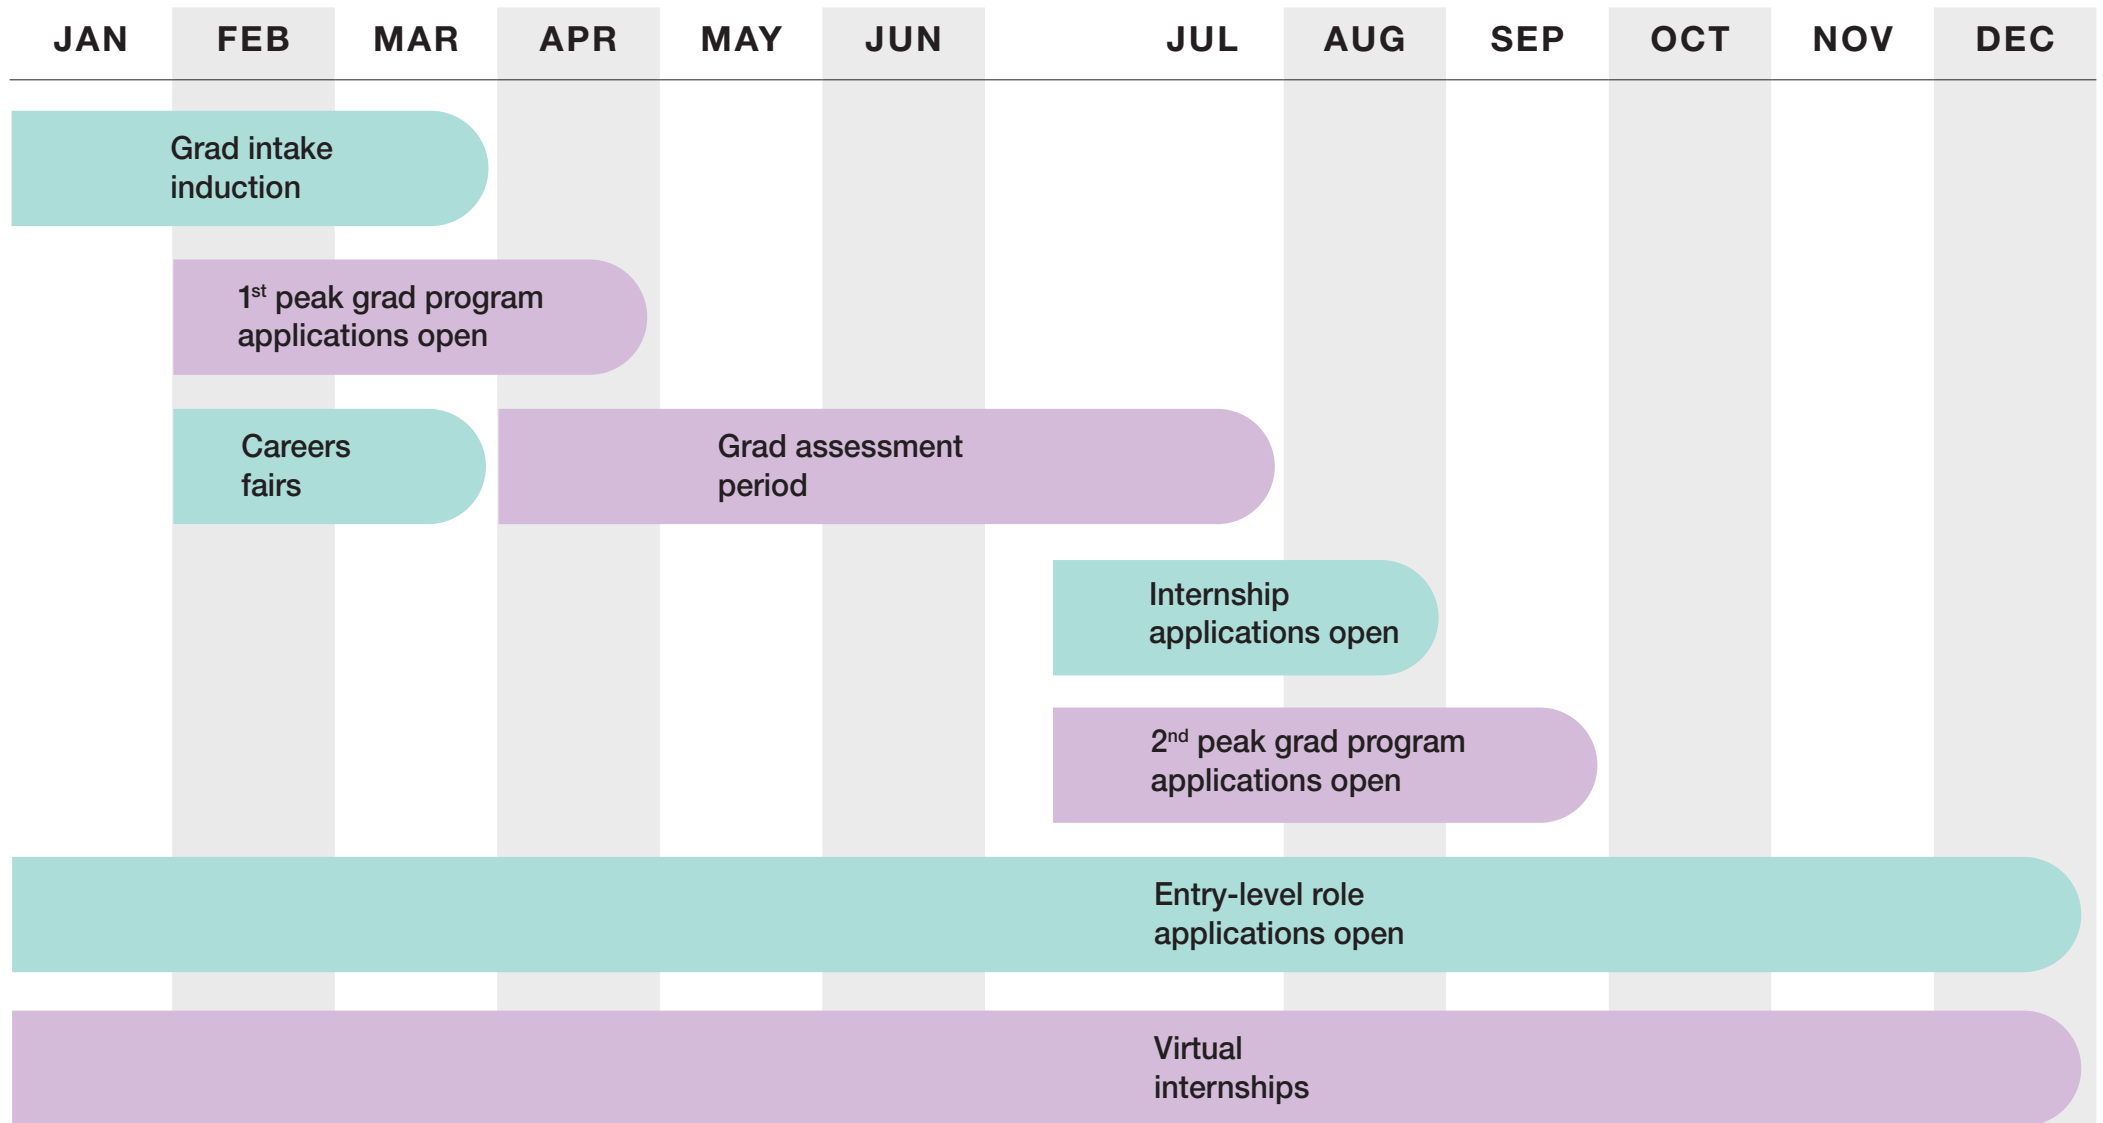 JAN FEB MAR APR MAY JUN JUL AUG SEP OCT NOV DEC
Grad intake
induction
1st peak grad program
applications open
Careers
fairs
Grad assessment
period
Internship
applications open
2nd peak grad program
applications open
Entry-level role
applications open
Virtual
internships